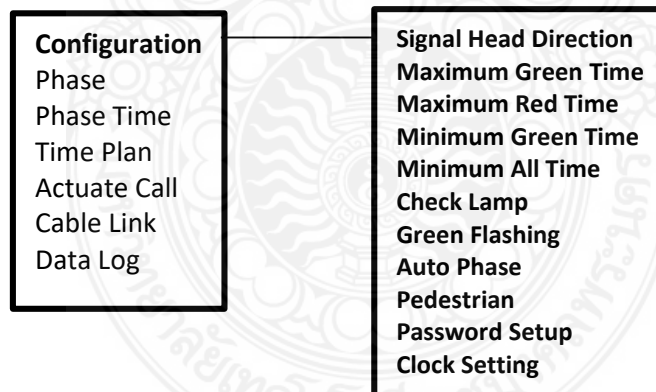 Configuration
Phase
Phase Time
Time Plan
Actuate Call
Cable Link
Data Log
Signal Head Direction
Maximum Green Time
Maximum Red Time
Minimum Green Time
Minimum All Time
Check Lamp
Green Flashing
Auto Phase
Pedestrian
Password Setup
Clock Setting